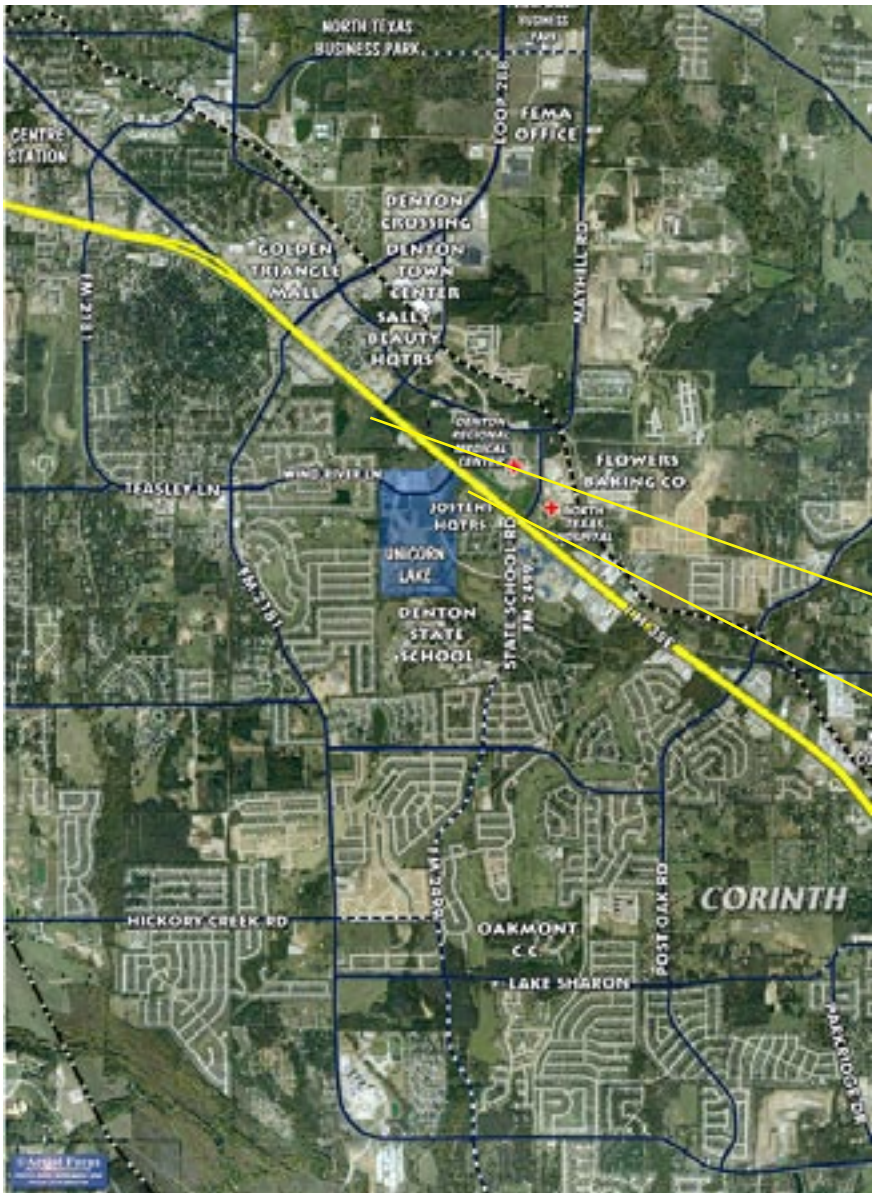 NORTH TEXAS
BUSINESS PARK
BUSINESS
PARK
LOOP 288
FEMA
OFFICE
CENTRE
STATION
DENTON
CROSSING
MAYHILL RD
GOLDEN
TRIANGLE
MALL
DENTON
TOWN
CENTER
FM 2181
SALLY
BEAUTY
HQTRS
DENTON
REGIONAL
MEDICAL
CENTER
FLOWERS
BAKING CO.
WIND RIVER LN
TEASLEY LN
JOSTENS
HQTRS
NORTH
TEXAS
HOSPITAL
UNICORN
LAKE
STATE SCHOOL RD
FM 2499
FM 2181
DENTON
STATE
SCHOOL
IH-35E
FM 2499
POST OAK RD
CORINTH
HICKORY CREEK RD
OAKMONT
C C
LAKE SHARON
PARKRIDGE DR